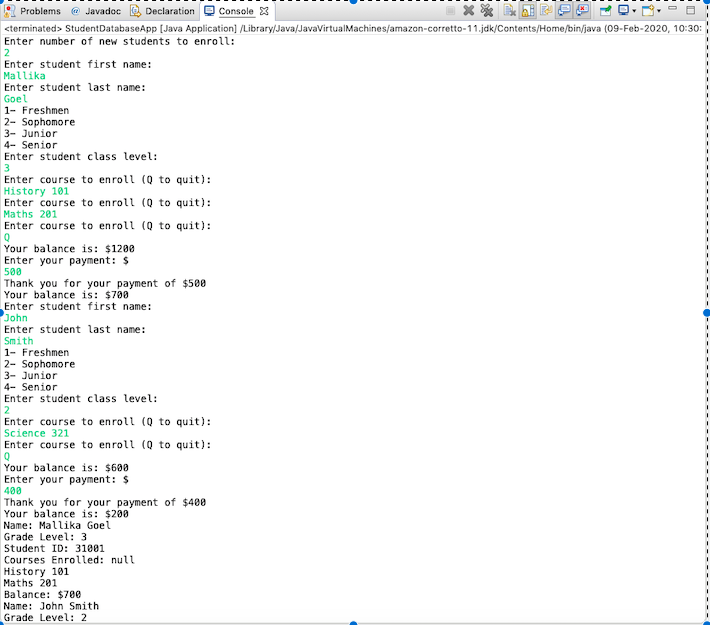 Problems @ Javadoc Declaration Console
<terminated> StudentDatabaseApp [Java Application] /Library/Java/JavaVirtualMachines/amazon-corretto-11.jdk/Contents/Home/bin/java (09-Feb-2020, 10:30:
Enter number of new students to enroll:
2
Enter student first name:
Mallika
Enter student last name:
Goel
1– Freshmen
2– Sophomore
3– Junior
4– Senior
Enter student class level:
3
Enter course to enroll (Q to quit):
History 101
Enter course to enroll (Q to quit):
Maths 201
Enter course to enroll (Q to quit):
Q
Your balance is: $1200
Enter your payment: $
500
Thank you for your payment of $500
Your balance is: $700
Enter student first name:
John
Enter student last name:
Smith
1– Freshmen
2– Sophomore
3– Junior
4– Senior
Enter student class level:
2
Enter course to enroll (Q to quit):
Science 321
Enter course to enroll (Q to quit):
Q
Your balance is: $600
Enter your payment: $
400
Thank you for your payment of $400
Your balance is: $200
Name: Mallika Goel
Grade Level: 3
Student ID: 31001
Courses Enrolled: null
History 101
Maths 201
Balance: $700
Name: John Smith
Grade Level: 2